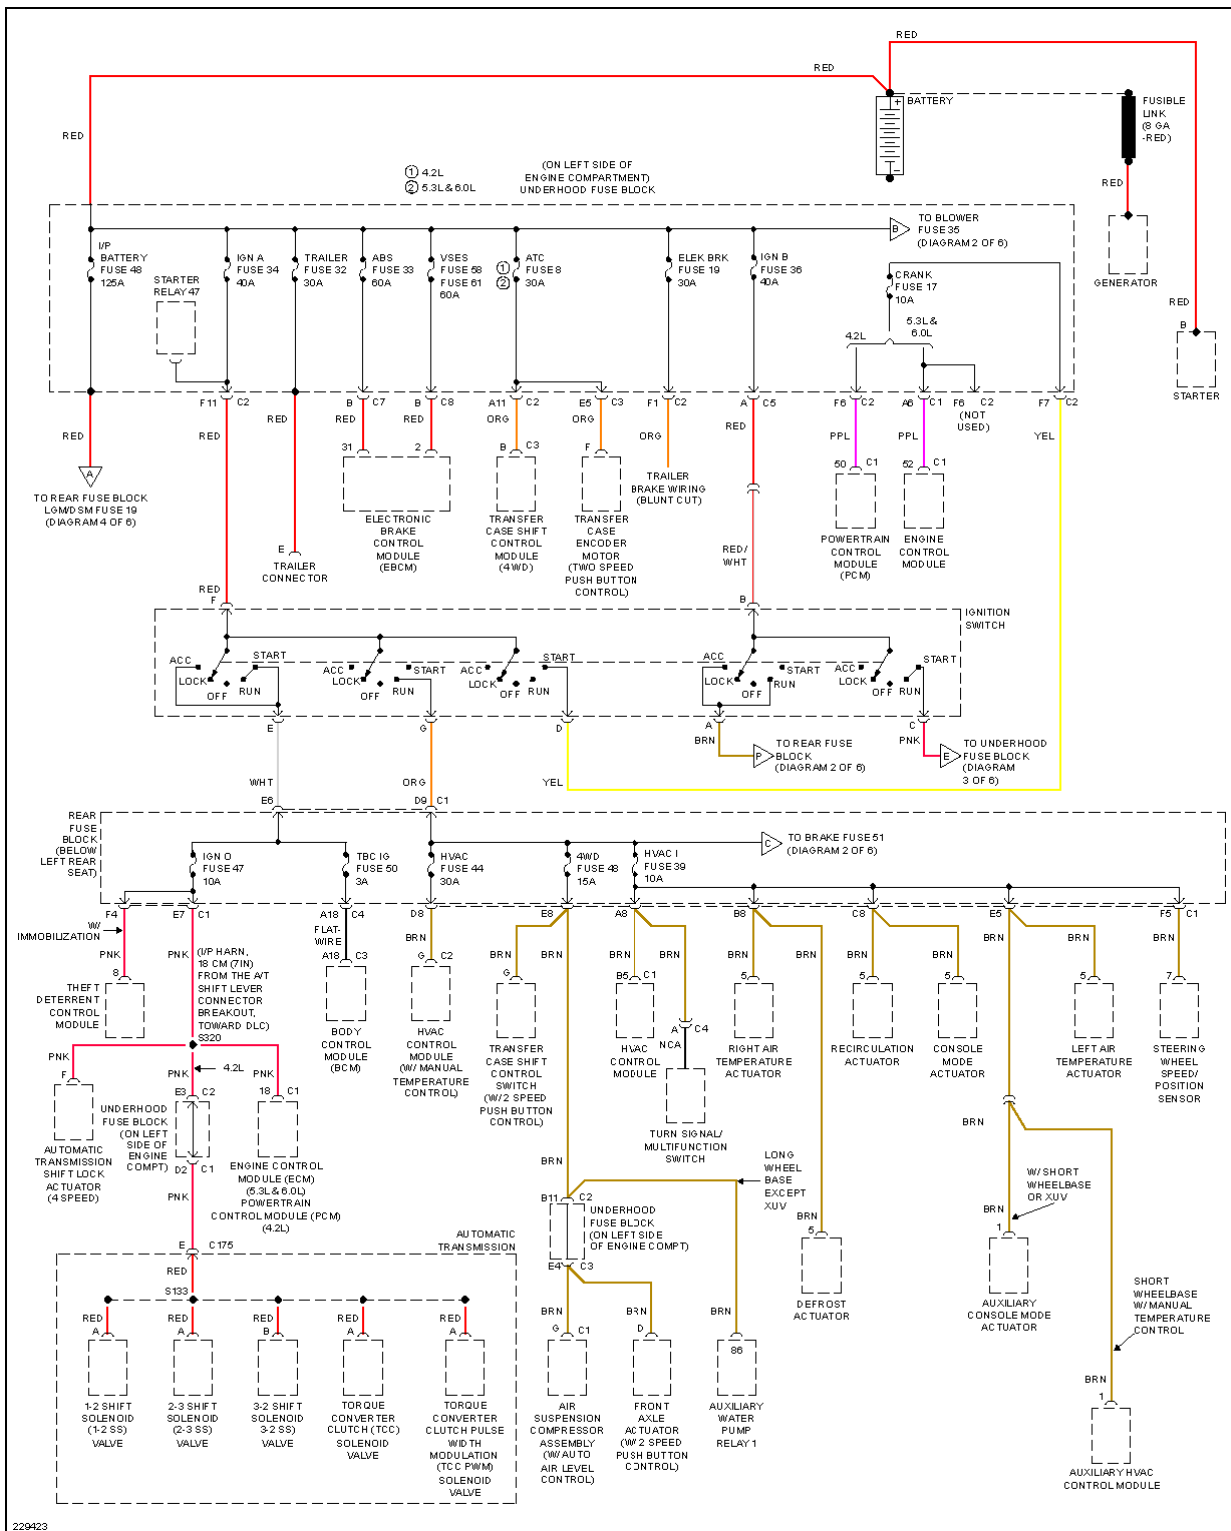 RED
RED
RED
BATTERY
+
-
FUSIBLE
LINK
(8 GA
-RED)
RED
GENERATOR
RED
B
STARTER
1 4.2L
2 5.3L & 6.0L
(ON LEFT SIDE OF
ENGINE COMPARTMENT)
UNDERHOOD FUSE BLOCK
I/P
BATTERY
FUSE 48
125A
STARTER
RELAY 47
IGN A
FUSE 34
40A
TRAILER
FUSE 32
30A
ABS
FUSE 33
60A
VSES
FUSE 58
FUSE 61
60A
1
2
ATC
FUSE 8
30A
ELEK BRK
FUSE 19
30A
IGN B
FUSE 36
40A
B
TO BLOWER
FUSE 35
(DIAGRAM 2 OF 6)
CRANK
FUSE 17
10A
4.2L
5.3L &
6.0L
F11 C2
B C7
B C8
A11 C2
E5 C3
F1 C2
A C5
F6 C2
A6 C1
F6 C2
(NOT
USED)
F7 C2
RED
RED
RED
RED
RED
ORG
ORG
ORG
RED
PPL
PPL
YEL
A
TO REAR FUSE BLOCK
LGM/DSM FUSE 19
(DIAGRAM 4 OF 6)
31
2
ELECTRONIC
BRAKE
CONTROL
MODULE
(EBCM)
B C3
TRANSFER
CASE SHIFT
CONTROL
MODULE
(4WD)
F
TRANSFER
CASE
ENCODER
MOTOR
(TWO SPEED
PUSH BUTTON
CONTROL)
TRAILER
BRAKE WIRING
(BLUNT CUT)
50 C1
POWERTRAIN
CONTROL
MODULE
(PCM)
52 C1
ENGINE
CONTROL
MODULE
E
TRAILER
CONNECTOR
RED/
WHT
RED
F
B
IGNITION
SWITCH
ACC
LOCK
OFF
RUN
START
ACC
LOCK
OFF
RUN
START
ACC
LOCK
OFF
RUN
START
ACC
LOCK
OFF
RUN
START
ACC
LOCK
OFF
RUN
START
E
G
D
A
C
BRN
P
TO REAR FUSE
BLOCK
(DIAGRAM 2 OF 6)
PNK
E
TO UNDERHOOD
FUSE BLOCK
(DIAGRAM
3 OF 6)
WHT
ORG
YEL
E6
D9 C1
REAR
FUSE
BLOCK
(BELOW
LEFT REAR
SEAT)
IGN O
FUSE 47
10A
TBC IG
FUSE 50
3A
HVAC
FUSE 44
30A
4WD
FUSE 48
15A
HVAC I
FUSE 39
10A
C
TO BRAKE FUSE 51
(DIAGRAM 2 OF 6)
F4
E7 C1
A18 C4
D8
E8
A8
B8
C8
E5
F5 C1
W/
IMMOBILIZATION
PNK
8
THEFT
DETERRENT
CONTROL
MODULE
PNK
(I/P HARN,
18 CM (7IN)
FROM THE A/T
SHIFT LEVER
CONNECTOR
BREAKOUT,
TOWARD DLC)
S320
FLAT-
WIRE
A18 C3
BODY
CONTROL
MODULE
(BCM)
BRN
G C2
HVAC
CONTROL
MODULE
(W/ MANUAL
TEMPERATURE
CONTROL)
BRN
G
TRANSFER
CASE SHIFT
CONTROL
SWITCH
(W/2 SPEED
PUSH BUTTON
CONTROL)
BRN
BRN
B5 C1
HVAC
CONTROL
MODULE
BRN
A C4
NCA
TURN SIGNAL/
MULTIFUNCTION
SWITCH
BRN
5
RIGHT AIR
TEMPERATURE
ACTUATOR
BRN
BRN
5
RECIRCULATION
ACTUATOR
BRN
5
CONSOLE
MODE
ACTUATOR
BRN
BRN
5
LEFT AIR
TEMPERATURE
ACTUATOR
BRN
7
STEERING
WHEEL
SPEED/
POSITION
SENSOR
PNK
F
AUTOMATIC
TRANSMISSION
SHIFT LOCK
ACTUATOR
(4 SPEED)
4.2L
PNK
E3 C2
UNDERHOOD
FUSE BLOCK
(ON LEFT
SIDE OF
ENGINE
COMPT)
D2 C1
PNK
18 C1
ENGINE CONTROL
MODULE (ECM)
(5.3L & 6.0L)
POWERTRAIN
CONTROL MODULE (PCM)
(4.2L)
PNK
E C175
RED
S133
AUTOMATIC
TRANSMISSION
RED
A
1-2 SHIFT
SOLENOID
(1-2 SS)
VALVE
RED
A
2-3 SHIFT
SOLENOID
(2-3 SS)
VALVE
RED
B
3-2 SHIFT
SOLENOID
3-2 SS)
VALVE
RED
A
TORQUE
CONVERTER
CLUTCH (TCC)
SOLENOID
VALVE
RED
A
TORQUE
CONVERTER
CLUTCH PULSE
WIDTH
MODULATION
(TCC PWM)
SOLENOID
VALVE
BRN
B11 C2
UNDERHOOD
FUSE BLOCK
(ON LEFT SIDE
OF ENGINE COMPT)
E4 C3
LONG
WHEEL
BASE
EXCEPT
XUV
BRN
G C1
AIR
SUSPENSION
COMPRESSOR
ASSEMBLY
(W/ AUTO
AIR LEVEL
CONTROL)
BRN
D
FRONT
AXLE
ACTUATOR
(W/ 2 SPEED
PUSH BUTTON
CONTROL)
BRN
86
AUXILIARY
WATER
PUMP
RELAY 1
BRN
5
DEFROST
ACTUATOR
BRN
BRN
W/ SHORT
WHEELBASE
OR XUV
BRN
1
AUXILIARY
CONSOLE MODE
ACTUATOR
SHORT
WHEELBASE
W/ MANUAL
TEMPERATURE
CONTROL
BRN
1
AUXILIARY HVAC
CONTROL MODULE
229423